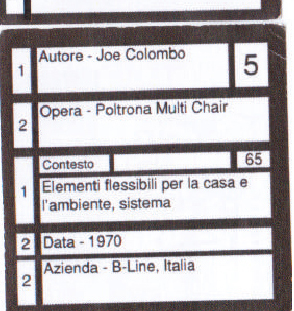 1 Autore - Joe Colombo 5
2 Opera - Poltrona Multi Chair
Contesto 65
1 Elementi flessibili per la casa e
l'ambiente, sistema
2 Data - 1970
2 Azienda - B-Line, Italia